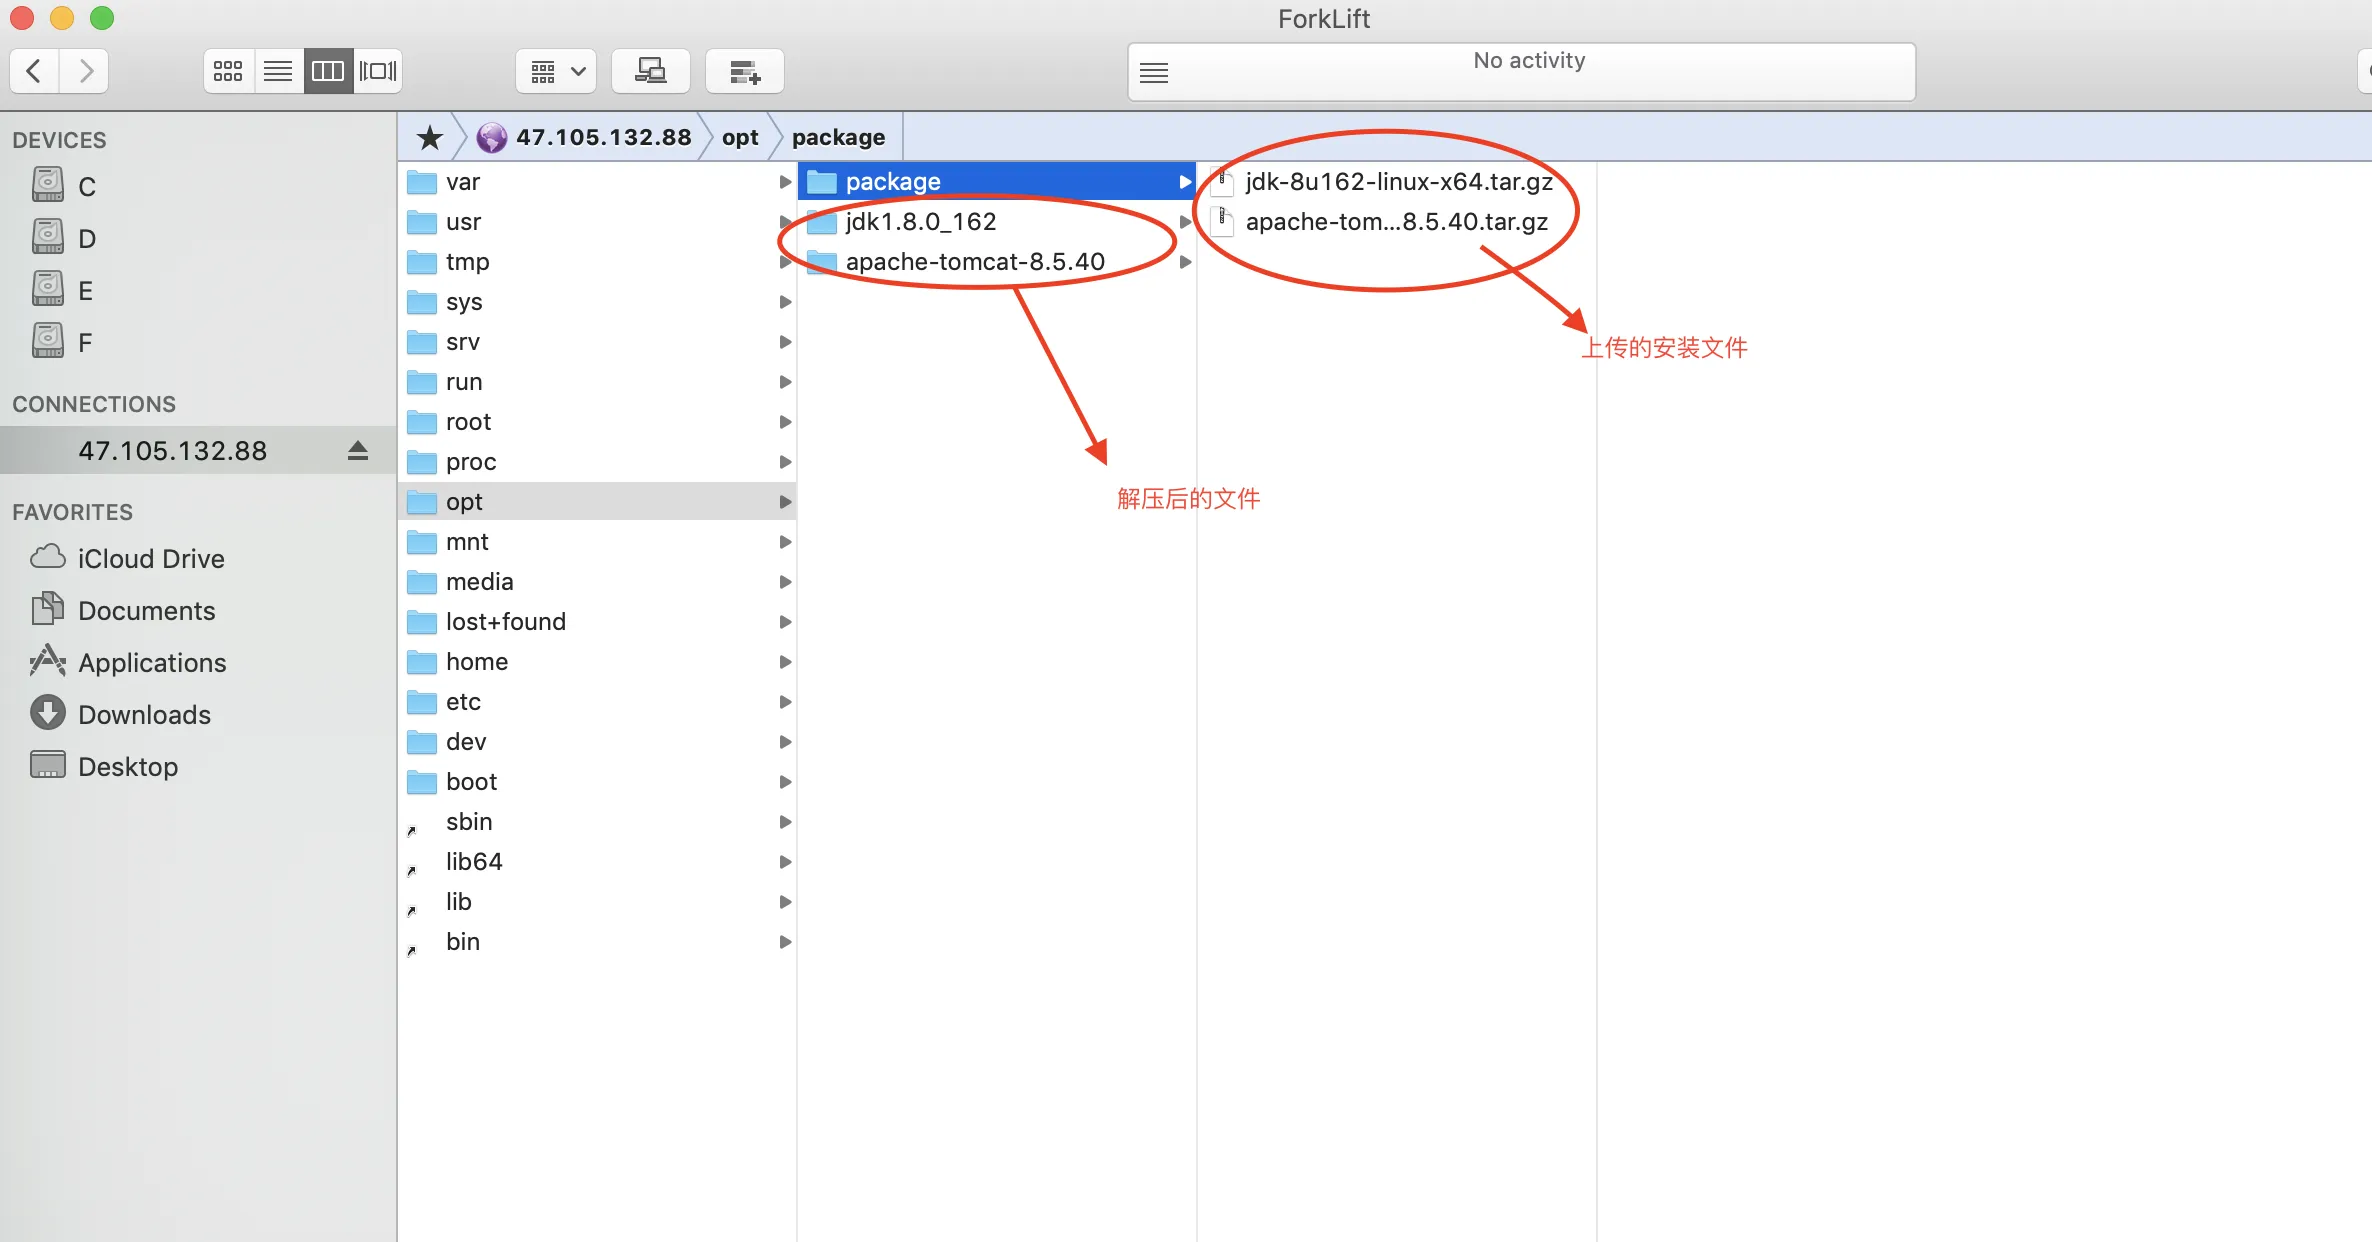 ForkLift
No activity
DEVICES
C
D
E
F
CONNECTIONS
47.105.132.88
FAVORITES
iCloud Drive
Documents
Applications
Downloads
Desktop
47.105.132.88 opt package
var
usr
tmp
sys
srv
run
root
proc
opt
mnt
media
lost+found
home
etc
dev
boot
sbin
lib64
lib
bin
package
jdk1.8.0_162
apache-tomcat-8.5.40
解压后的文件
jdk-8u162-linux-x64.tar.gz
apache-tom...8.5.40.tar.gz
上传的安装文件